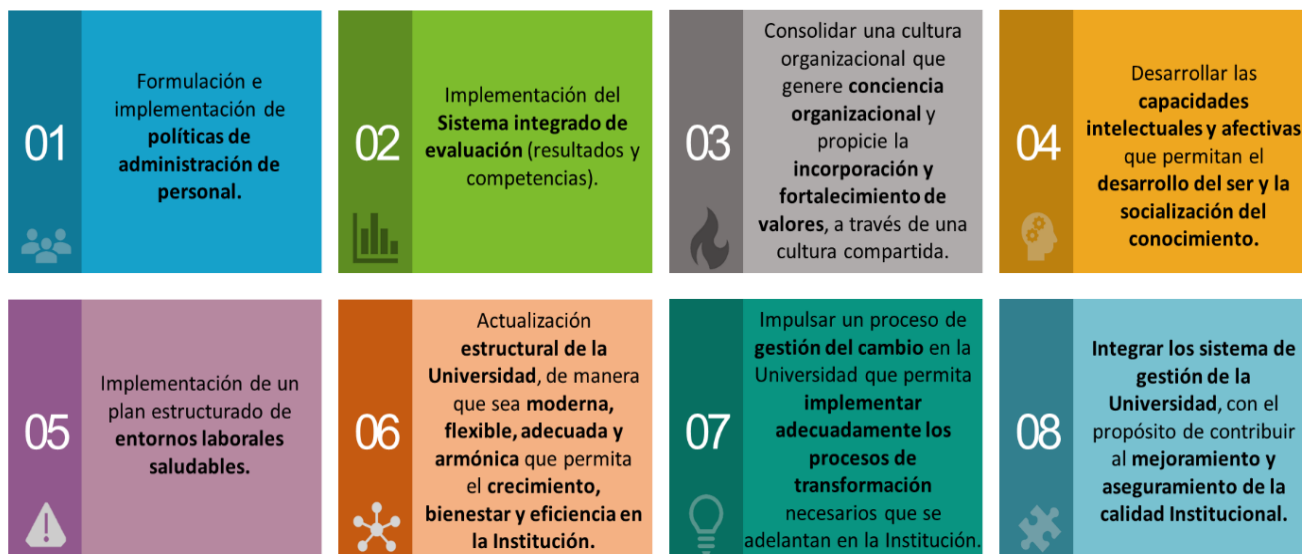 01
Formulación e
implementación de
políticas de
administración de
personal.
02
Implementación del
Sistema integrado de
evaluación (resultados y
competencias).
03
Consolidar una cultura
organizacional que
genere conciencia
organizacional y
propicie la
incorporación y
fortalecimiento de
valores, a través de una
cultura compartida.
04
Desarrollar las
capacidades
intelectuales y afectivas
que permitan el
desarrollo del ser y la
socialización del
conocimiento.
05
Implementación de un
plan estructurado de
entornos laborales
saludables.
06
Actualización
estructural de la
Universidad, de manera
que sea moderna,
flexible, adecuada y
armónica que permita
el crecimiento,
bienestar y eficiencia en
la Institución.
07
Impulsar un proceso de
gestión del cambio en la
Universidad que permita
implementar
adecuadamente los
procesos de
transformación
necesarios que se
adelantan en la Institución.
08
Integrar los sistema de
gestión de la
Universidad, con el
propósito de contribuir
al mejoramiento y
aseguramiento de la
calidad Institucional.